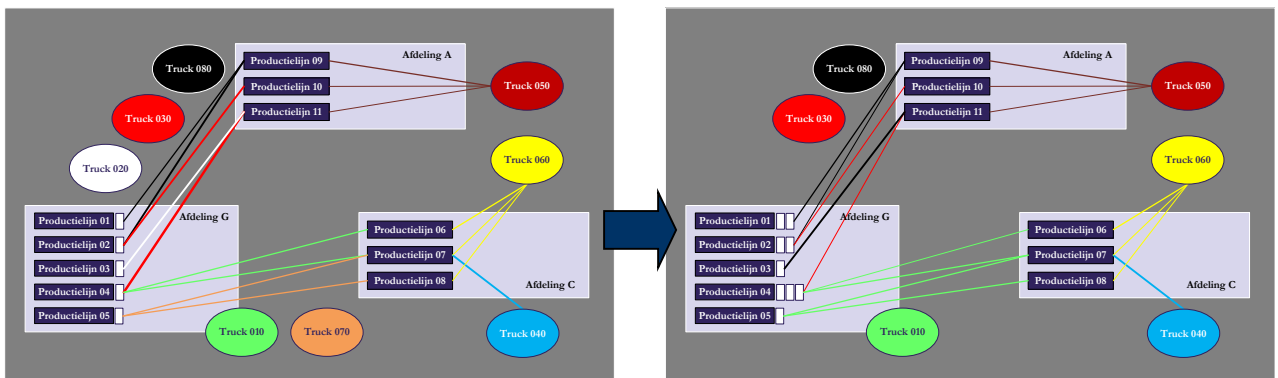 Afdeling A
Truck 080
Productielijn 09
Productielijn 10
Productielijn 11
Truck 050
Truck 030
Truck 020
Truck 060
Afdeling G
Productielijn 01
Productielijn 02
Productielijn 03
Productielijn 04
Productielijn 05
Productielijn 06
Productielijn 07
Productielijn 08
Afdeling C
Truck 010
Truck 070
Truck 040
Afdeling A
Truck 080
Productielijn 09
Productielijn 10
Productielijn 11
Truck 050
Truck 030
Truck 060
Afdeling G
Productielijn 01
Productielijn 02
Productielijn 03
Productielijn 04
Productielijn 05
Productielijn 06
Productielijn 07
Productielijn 08
Afdeling C
Truck 010
Truck 040